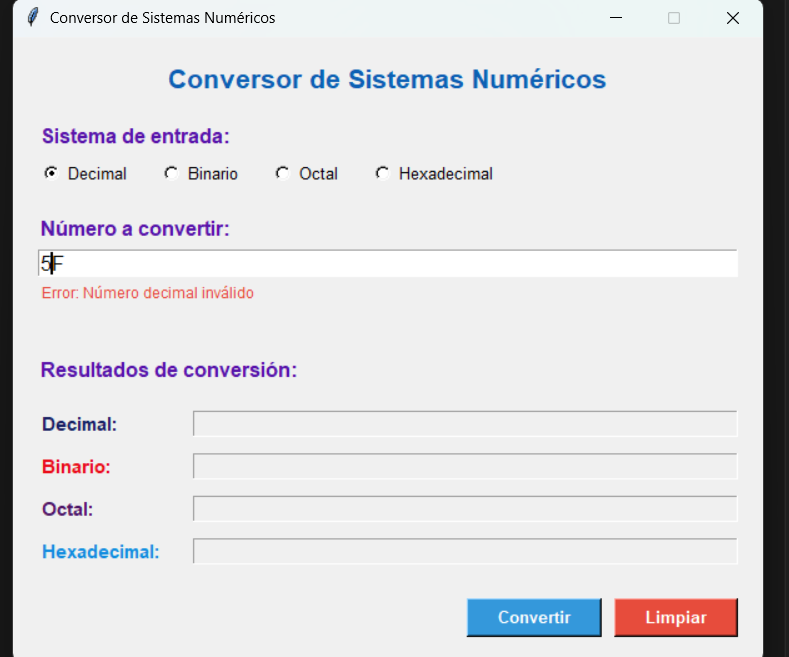 Conversor de Sistemas Numéricos
Conversor de Sistemas Numéricos
Sistema de entrada:
Decimal Binario Octal Hexadecimal
Número a convertir:
5F
Error: Número decimal inválido
Resultados de conversión:
Decimal:
Binario:
Octal:
Hexadecimal:
Convertir Limpiar